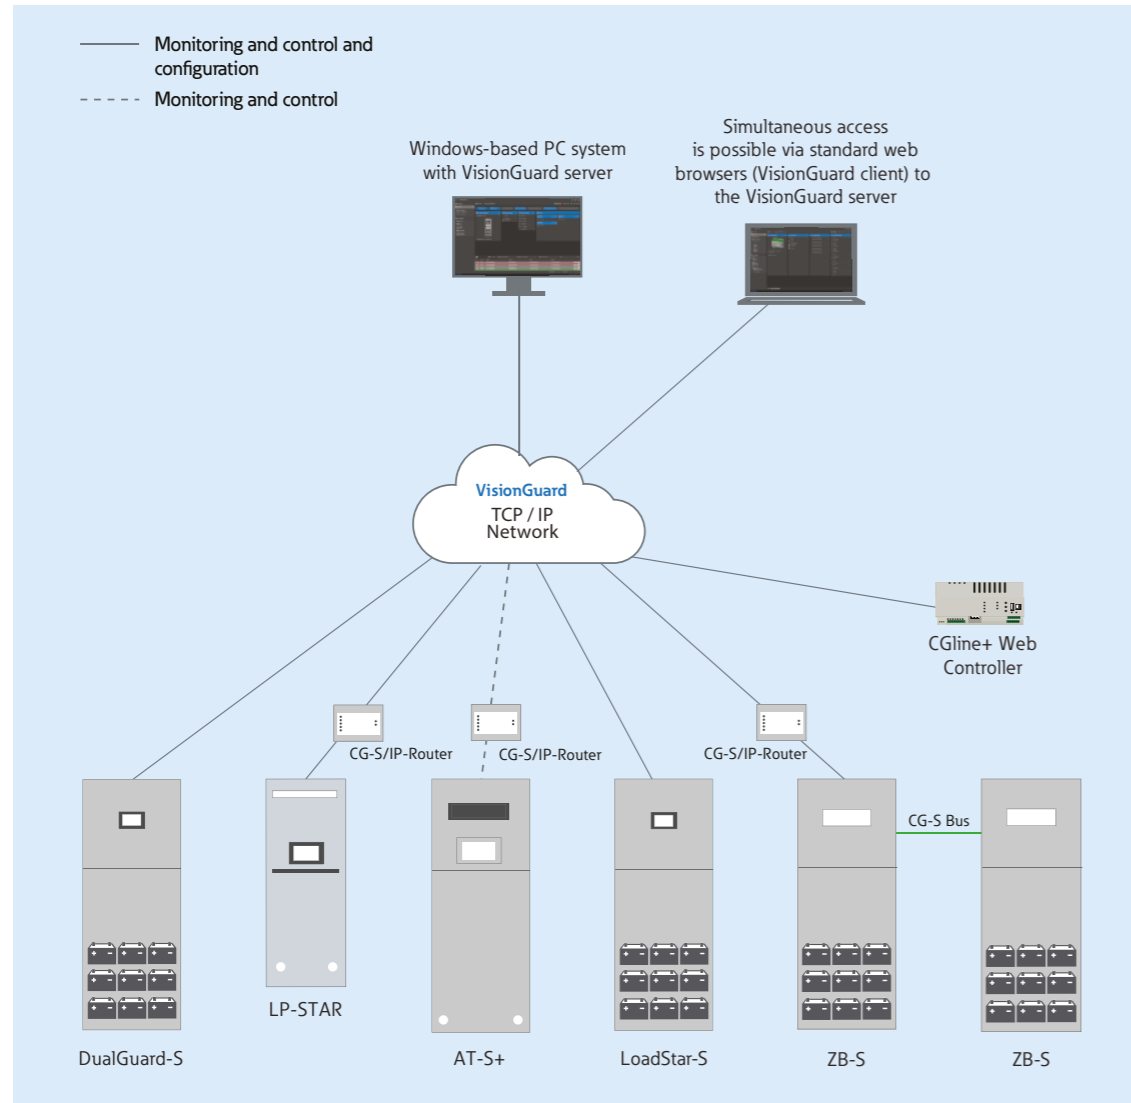 Monitoring and control and
configuration
Monitoring and control
Windows-based PC system
with VisionGuard server
Simultaneous access
is possible via standard web
browsers (VisionGuard client) to
the VisionGuard server
VisionGuard
TCP / IP
Network
CGline+ Web
Controller
CG-S/IP-Router
CG-S/IP-Router
CG-S/IP-Router
CG-S Bus
DualGuard-S
LP-STAR
AT-S+
LoadStar-S
ZB-S
ZB-S